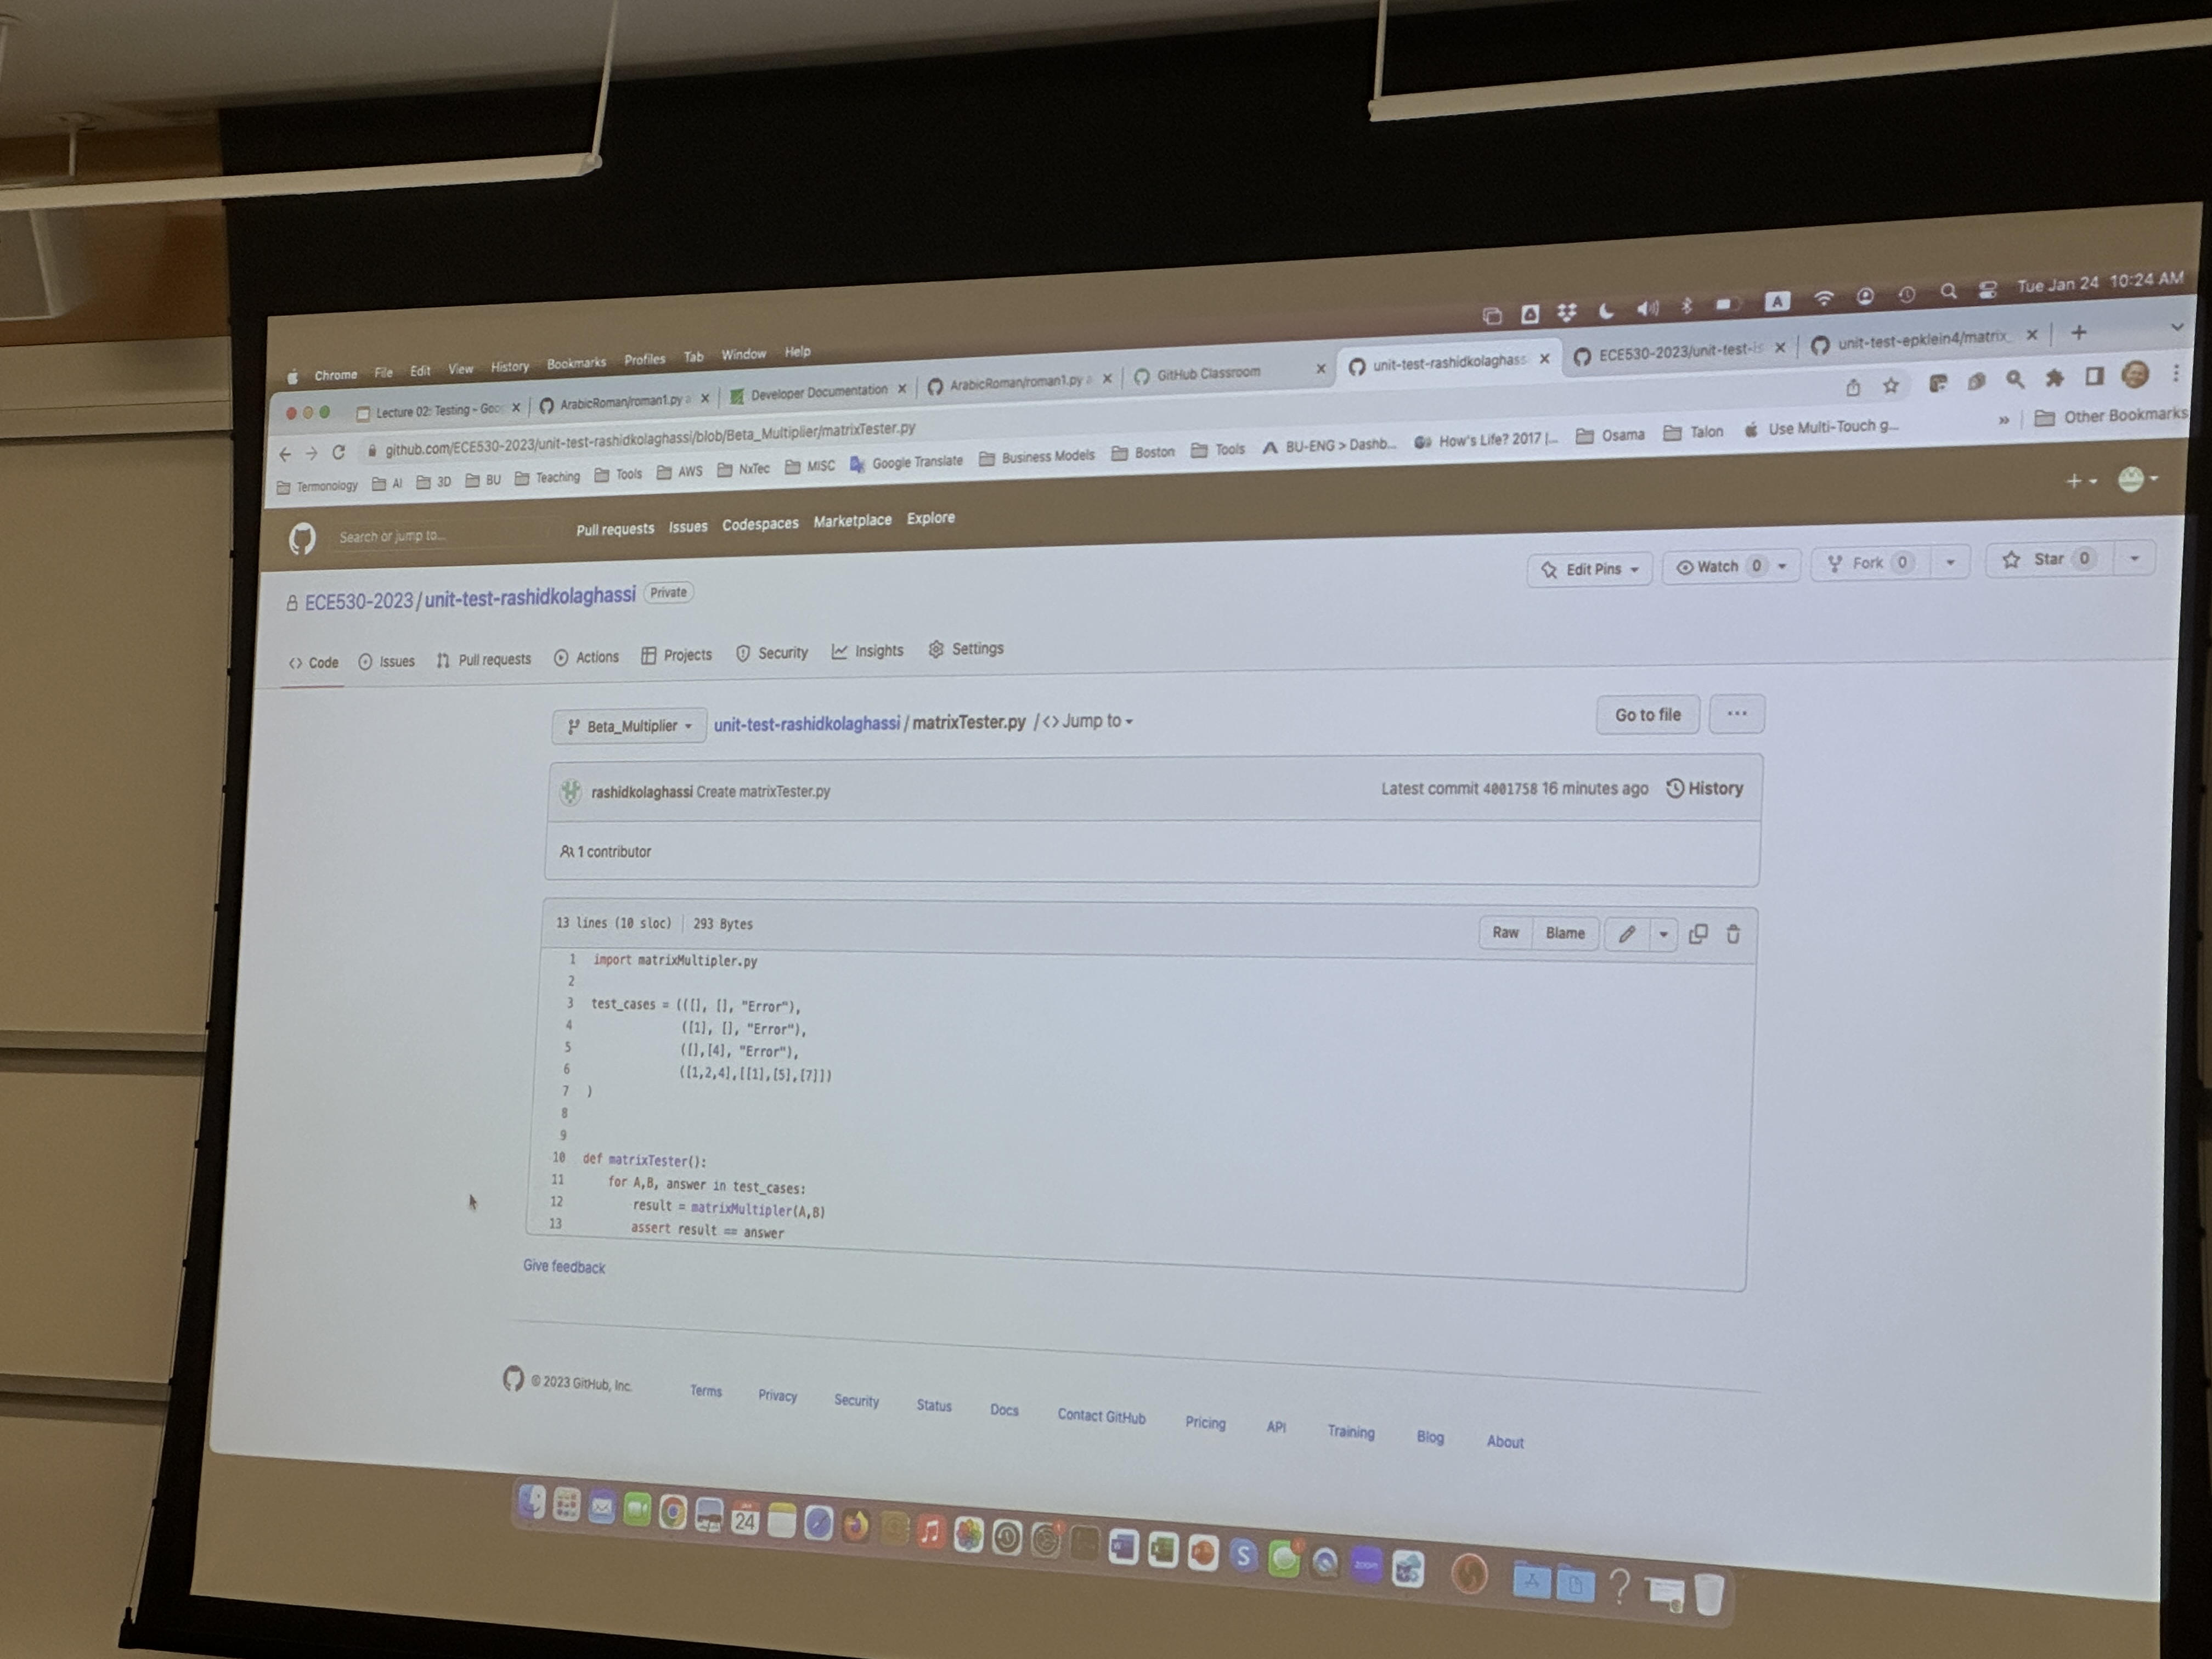 Chrome File Edit View History Bookmarks Profiles Tab Window Help
Tue Jan 24 10:24 AM
Lecture 02: Testing - Goo
ArabicRoman/roman1.py a
Developer Documentation
ArabicRoman/roman1.py a
GitHub Classroom
unit-test-rashidkolaghass
ECE530-2023/unit-test-is
unit-test-epklein4/matrix_
github.com/ECE530-2023/unit-test-rashidkolaghassi/blob/Beta_Multiplier/matrixTester.py
Termonology AI 3D BU Teaching Tools AWS NxTec MISC Google Translate Business Models Boston Tools BU-ENG > Dashb... How's Life? 2017 |... Osama Talon Use Multi-Touch g... » Other Bookmarks
Search or jump to... Pull requests Issues Codespaces Marketplace Explore
ECE530-2023/unit-test-rashidkolaghassi Private
Edit Pins Watch 0 Fork 0 Star 0
<> Code Issues Pull requests Actions Projects Security Insights Settings
Beta_Multiplier unit-test-rashidkolaghassi / matrixTester.py / <> Jump to
Go to file ...
rashidkolaghassi Create matrixTester.py
Latest commit 4001758 16 minutes ago History
1 contributor
13 lines (10 sloc) | 293 Bytes
Raw Blame
1 import matrixMultipler.py
2
3 test_cases = (([], [], "Error"),
4 ([1], [], "Error"),
5 ([],[4], "Error"),
6 ([1,2,4],[[1],[5],[7]])
7 )
8
9
10 def matrixTester():
11 for A,B, answer in test_cases:
12 result = matrixMultipler(A,B)
13 assert result == answer
Give feedback
© 2023 GitHub, Inc. Terms Privacy Security Status Docs Contact GitHub Pricing API Training Blog About
JAN
24
zoom